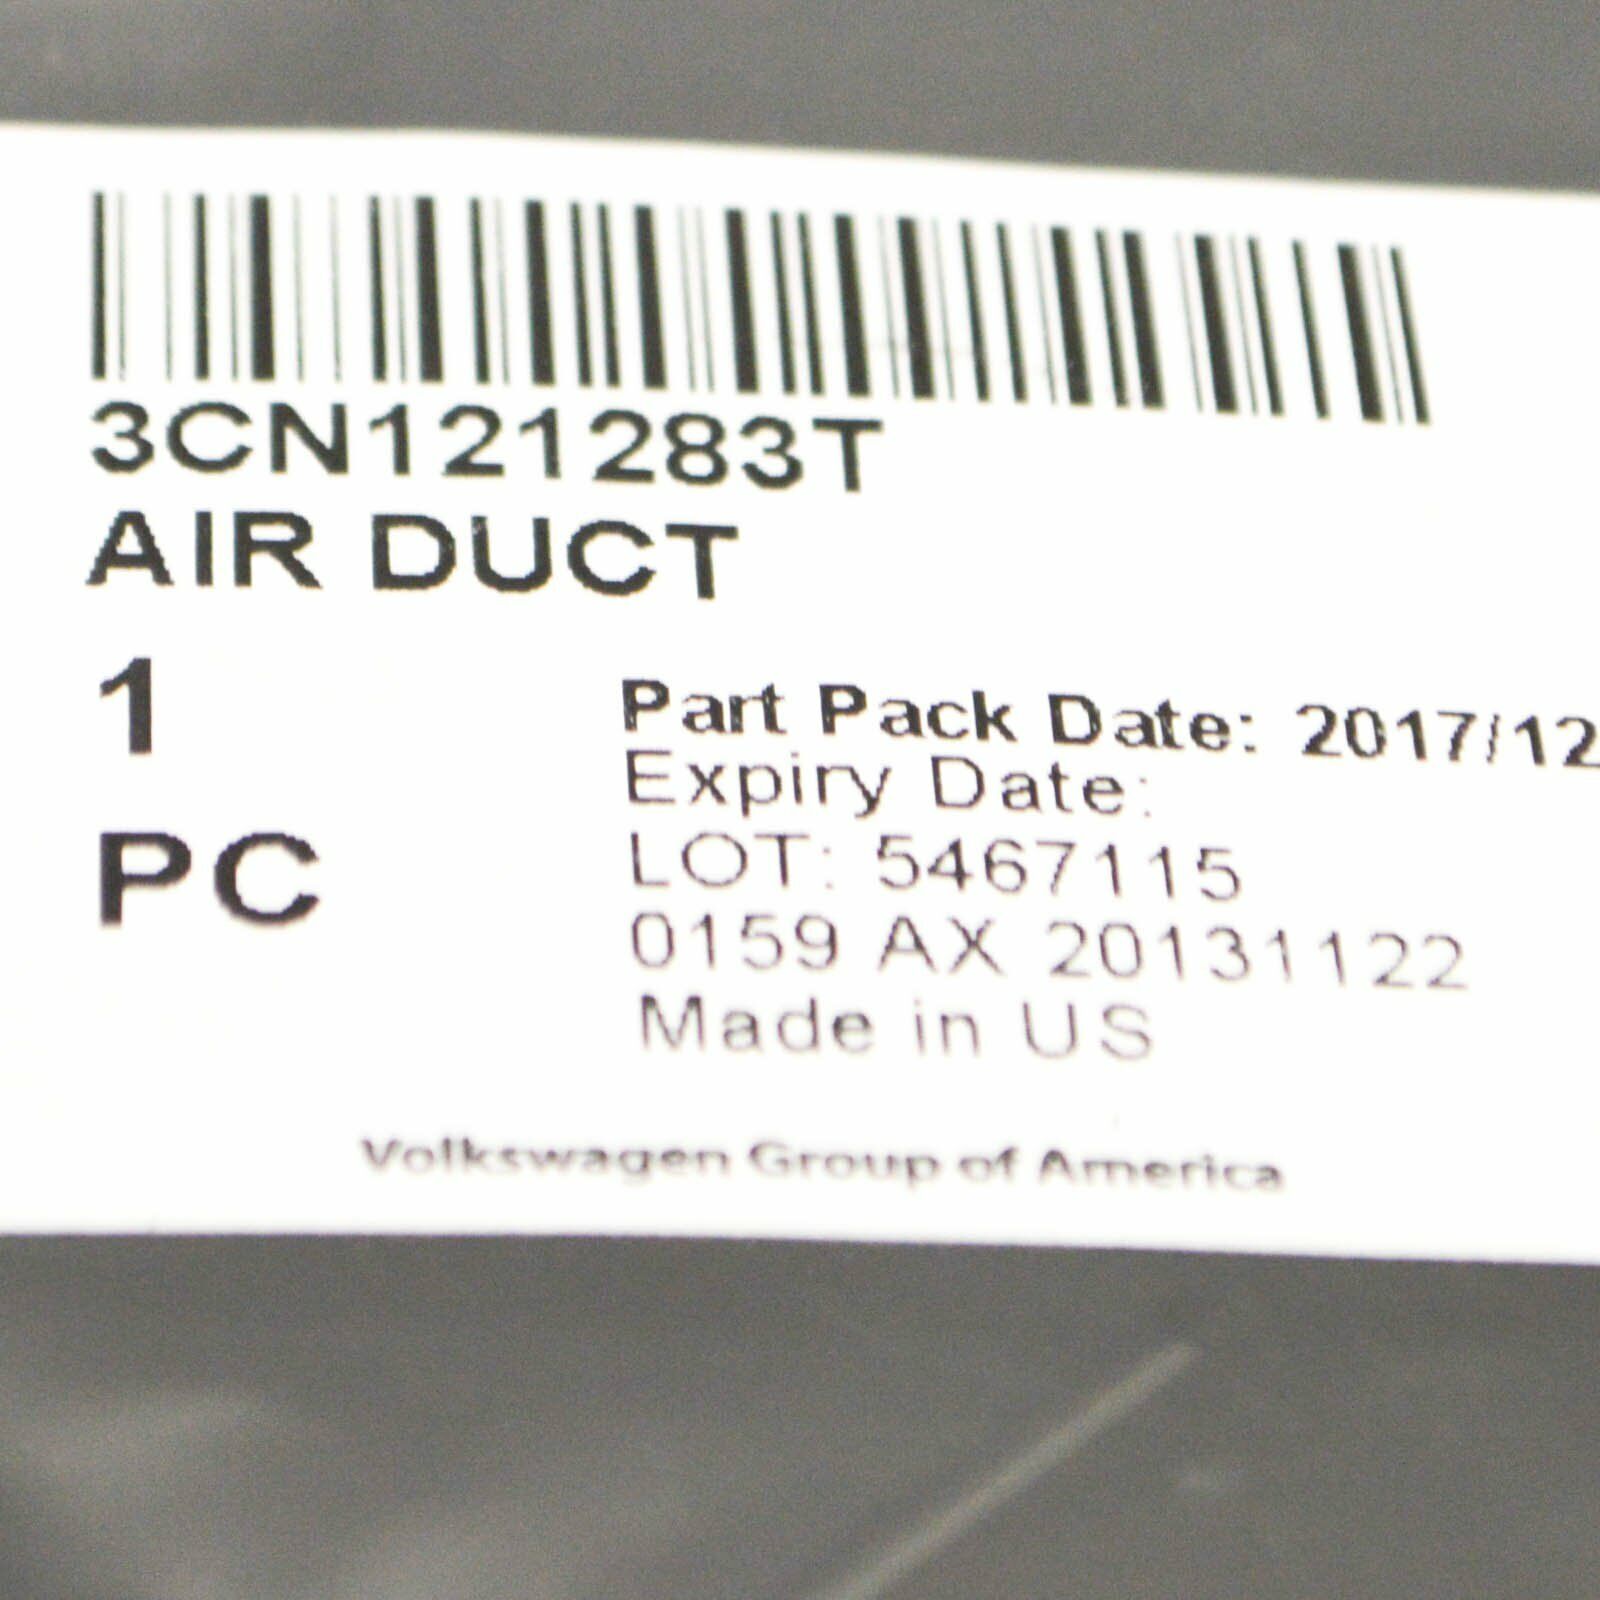 3CN121283T
AIR DUCT
1
PC
Part Pack Date: 2017/12
Expiry Date:
LOT: 5467115
0159 AX 20131122
Made in US
Volkswagen Group of America